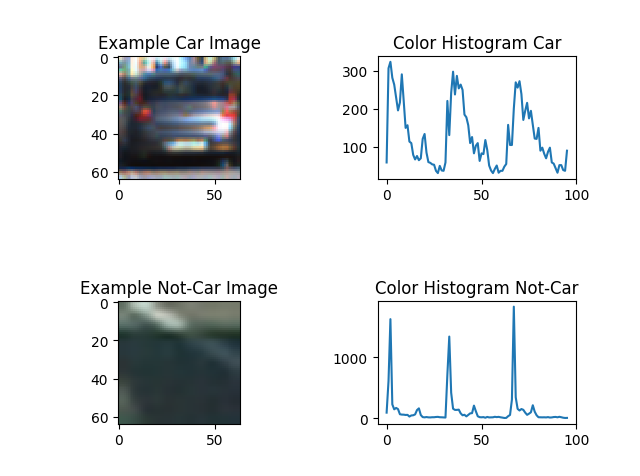 Example Car Image
0
20
40
60
0 50
Color Histogram Car
300
200
100
0 50 100
Example Not-Car Image
0
20
40
60
0 50
Color Histogram Not-Car
1000
0
0 50 100